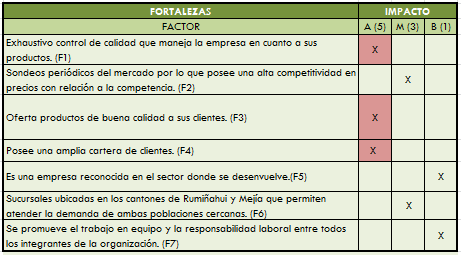 FORTALEZAS IMPACTO
FACTOR A (5) M (3) B (1)
Exhaustivo control de calidad que maneja la empresa en cuanto a sus
productos. (F1) X
Sondeos periódicos del mercado por lo que posee una alta competitividad en
precios con relación a la competencia. (F2) X
Oferta productos de buena calidad a sus clientes. (F3) X
Posee una amplia cartera de clientes. (F4) X
Es una empresa reconocida en el sector donde se desenvuelve.(F5) X
Sucursales ubicadas en los cantones de Rumiñahui y Mejía que permiten
atender la demanda de ambas poblaciones cercanas. (F6) X
Se promueve el trabajo en equipo y la responsabilidad laboral entre todos
los integrantes de la organización. (F7) X